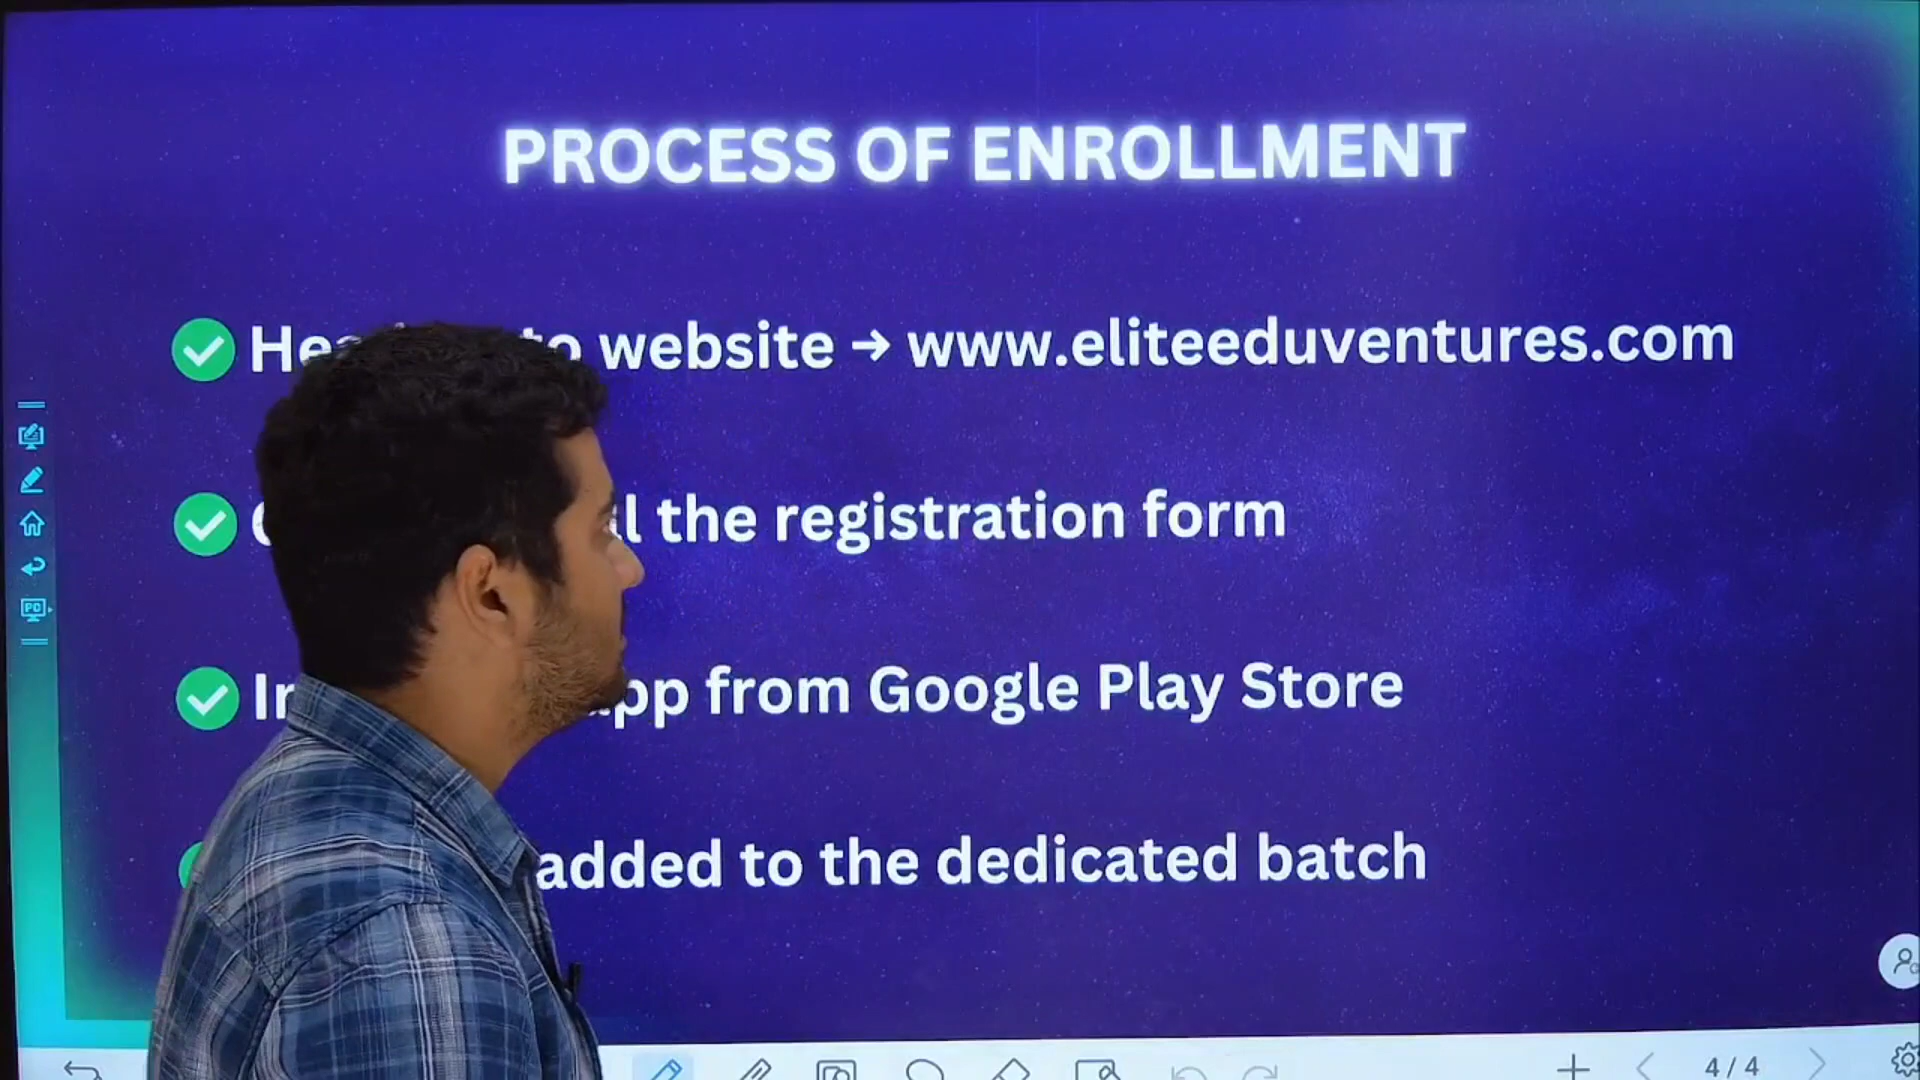 PROCESS OF ENROLLMENT
website → www.eliteeduventures.com
the registration form
from Google Play Store
added to the dedicated batch
PO
4 / 4